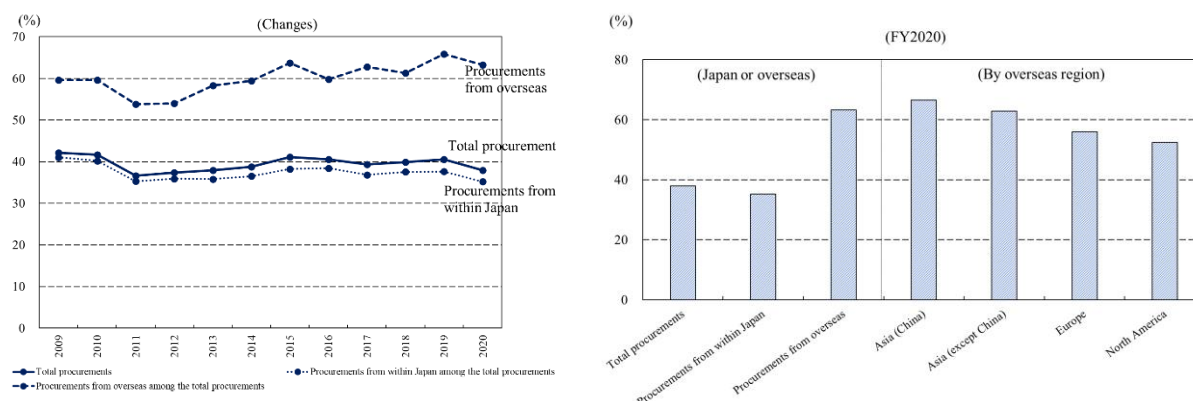 (%)
(Changes)
70
60
50
40
30
20
10
0
Procurements
from overseas
Total procurement
Procurements from
within Japan
2009
2010
2011
2012
2013
2014
2015
2016
2017
2018
2019
2020
Total procurements
Procurements from within Japan among the total procurements
Procurements from overseas among the total procurements
(%)
(FY2020)
80
60
40
20
0
(Japan or overseas)
(By overseas region)
Total procurements
Procurements from within Japan
Procurements from overseas
Asia (China)
Asia (except China)
Europe
North America